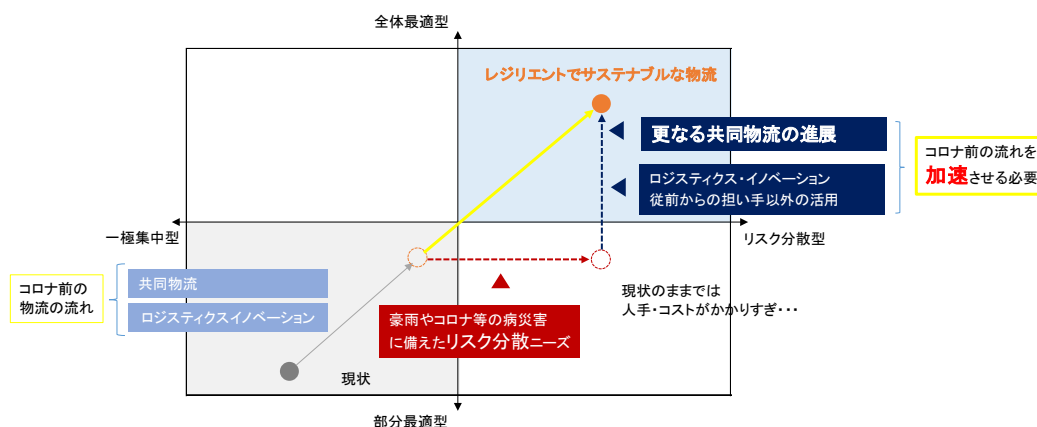 全体最適型
レジリエントでサステナブルな物流
更なる共同物流の進展
ロジスティクス・イノベーション
従前からの担い手以外の活用
コロナ前の流れを
加速させる必要
一極集中型
リスク分散型
コロナ前の
物流の流れ
共同物流
ロジスティクスイノベーション
豪雨やコロナ等の病災害
に備えたリスク分散ニーズ
現状のままでは
人手・コストがかかりすぎ・・・
現状
部分最適型